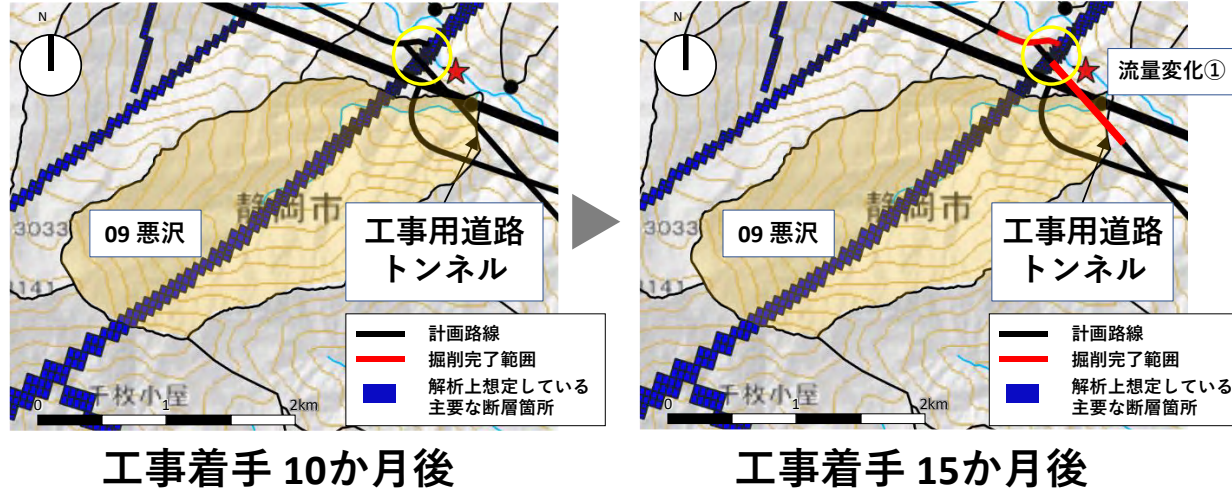 N
静岡市
3033
09 悪沢
141
工事用道路
トンネル
計画路線
掘削完了範囲
解析上想定している
主要な断層箇所
千枚小屋
0 1 2km
工事着手 10か月後
N
流量変化①
静岡市
3033
09 悪沢
141
工事用道路
トンネル
計画路線
掘削完了範囲
解析上想定している
主要な断層箇所
千枚小屋
0 1 2km
工事着手 15か月後